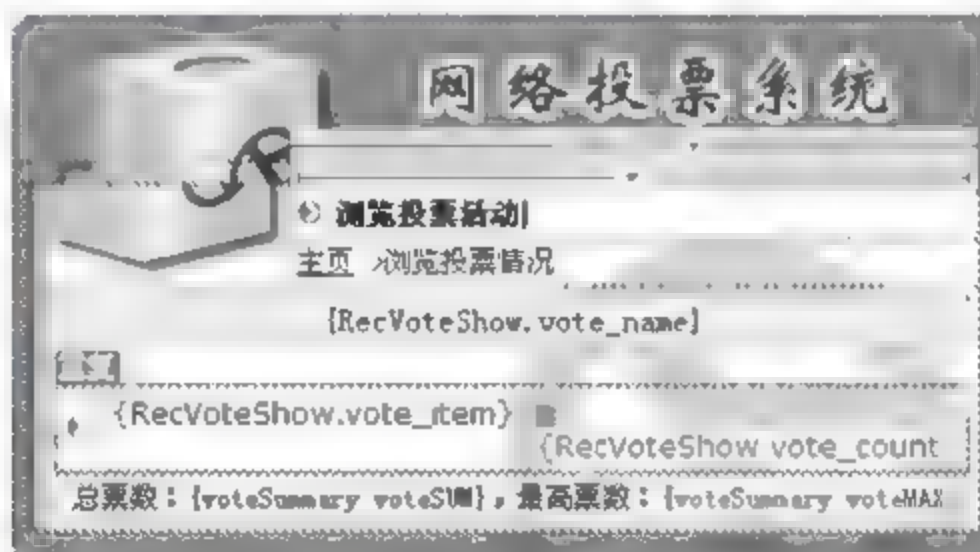 网络投票系统
浏览投票活动
主页 >浏览投票情况
{RecVoteShow.vote_name}
{RecVoteShow.vote_item}
{RecVoteShow vote_count
总票数：{voteSummary voteSUM}，最高票数：{voteSummary voteMAX